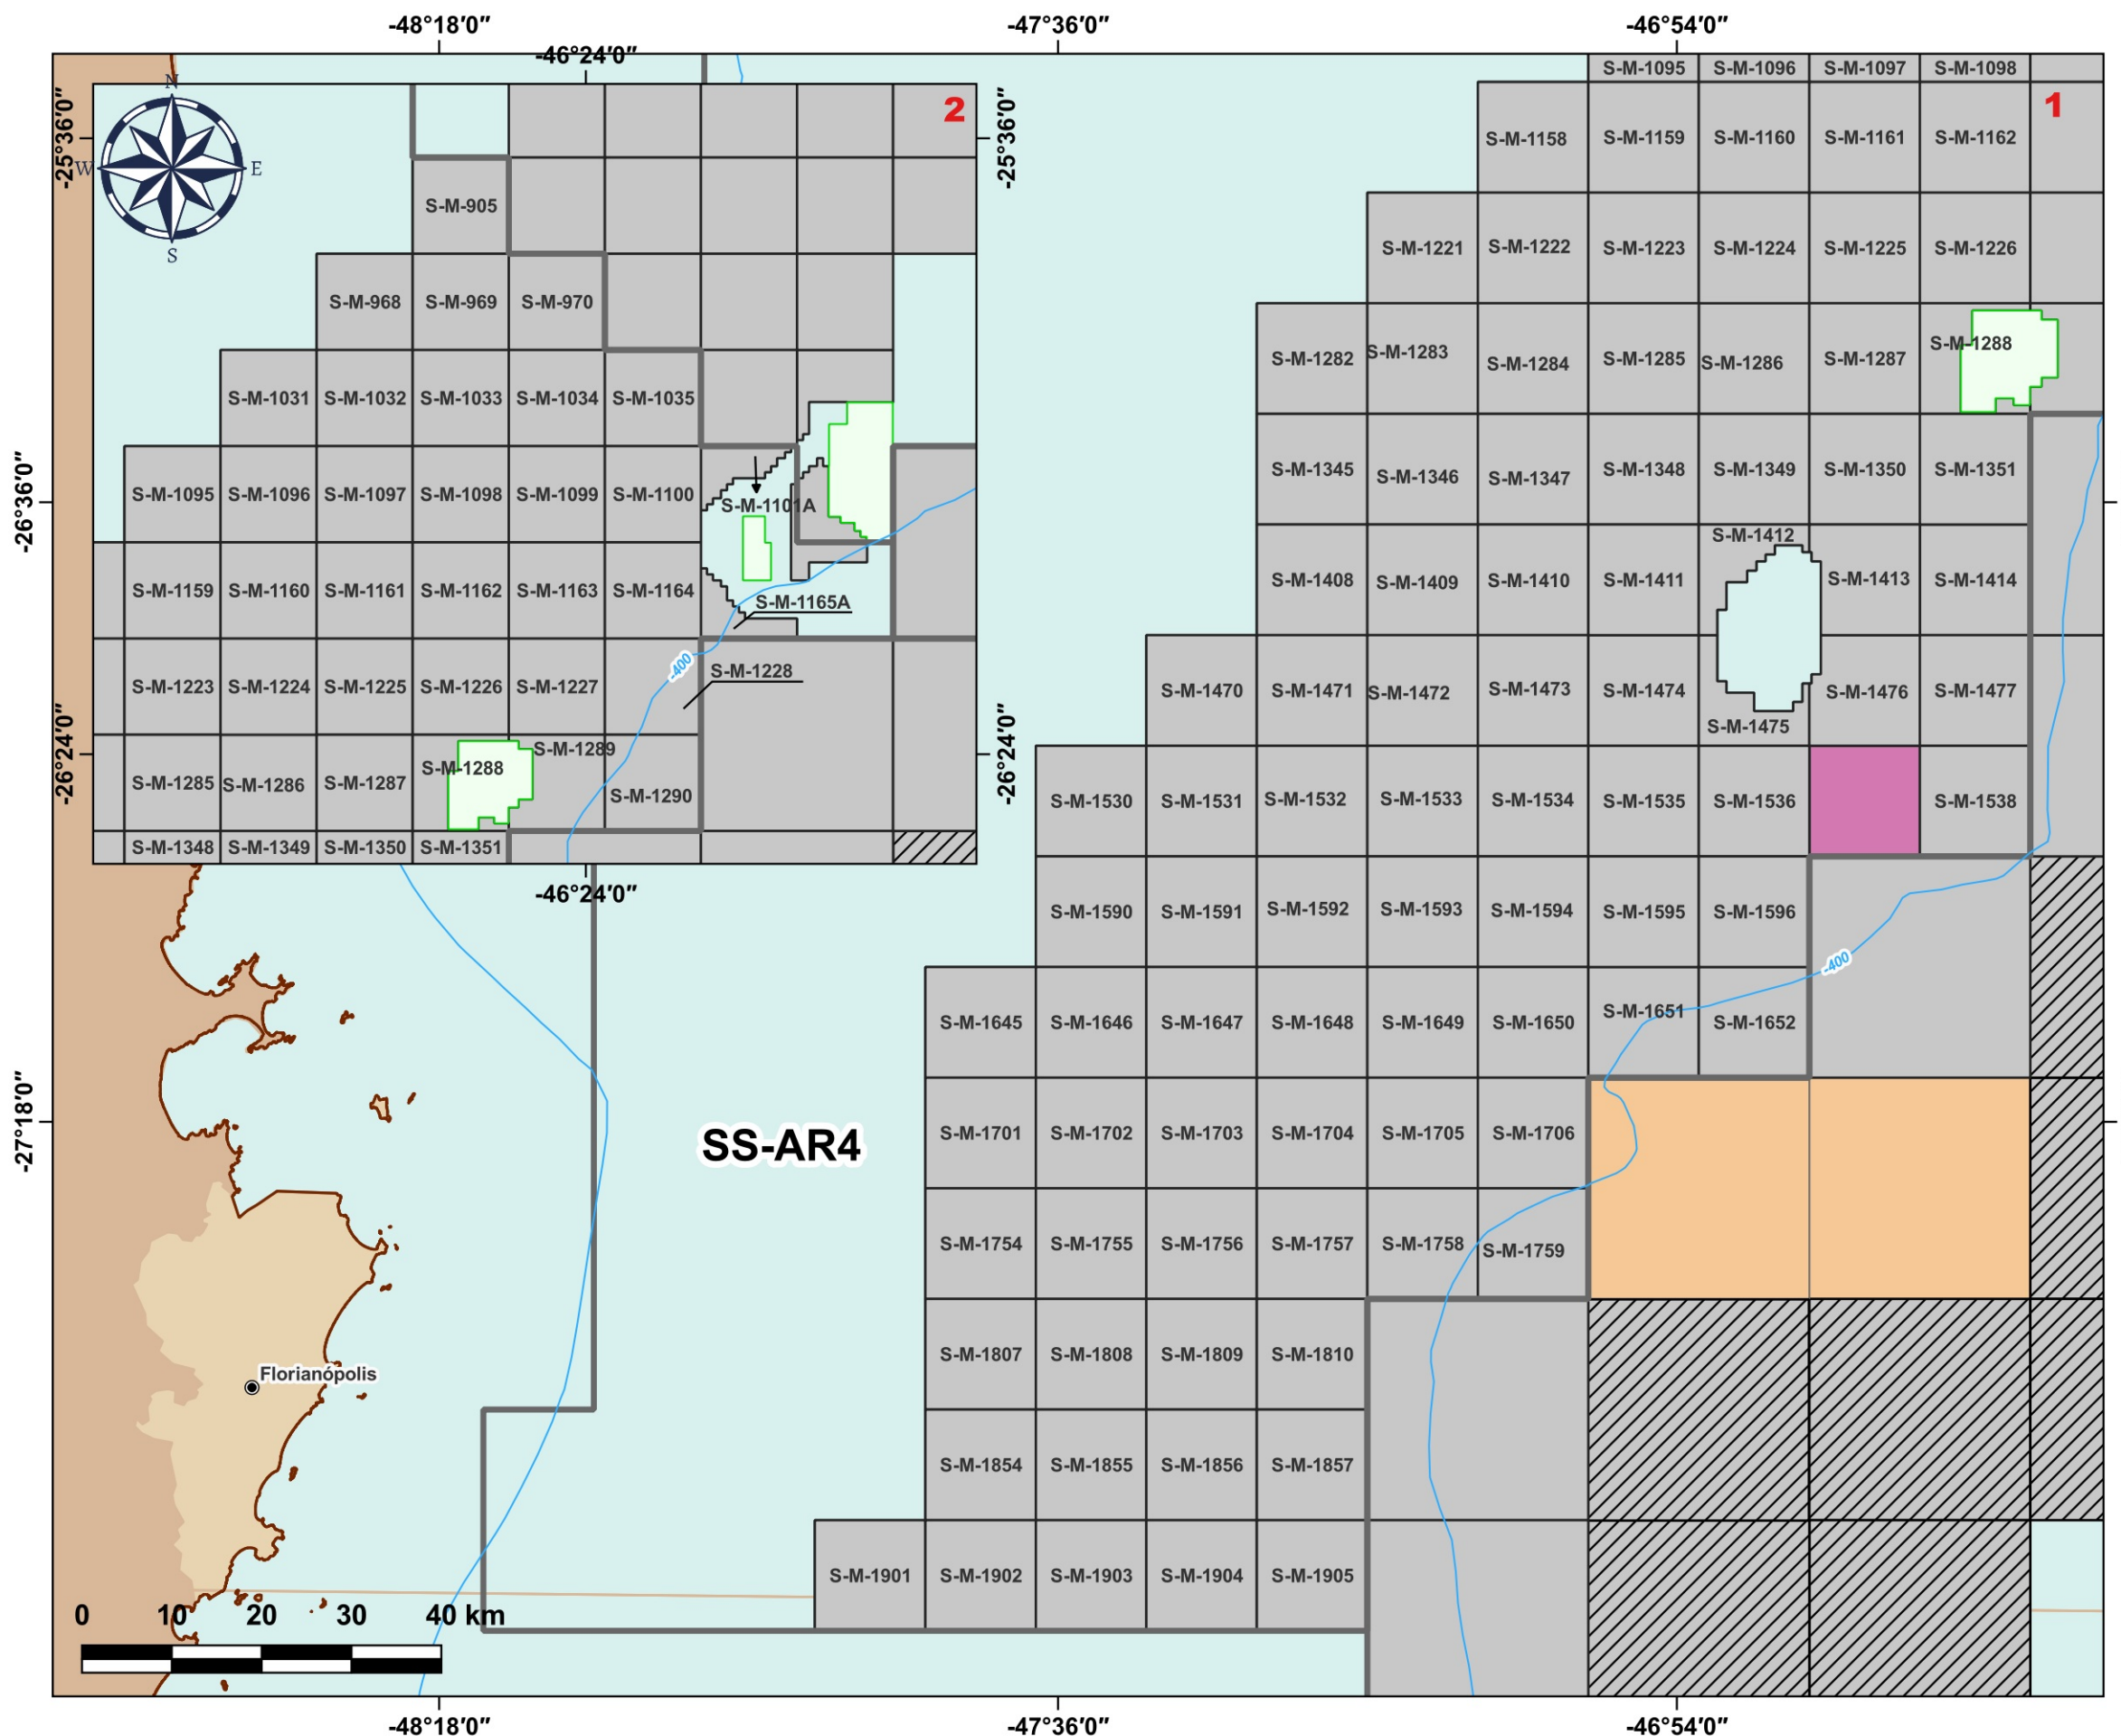 -48°18′0″ -47°36′0″ -46°54′0″
-46°24′0″
S-M-1095 S-M-1096 S-M-1097 S-M-1098
1
2
N
W E
S
-25°36′0″ -25°36′0″
S-M-1158 S-M-1159 S-M-1160 S-M-1161 S-M-1162
S-M-905
S-M-1221 S-M-1222 S-M-1223 S-M-1224 S-M-1225 S-M-1226
S-M-968 S-M-969 S-M-970
S-M-1282 S-M-1283 S-M-1284 S-M-1285 S-M-1286 S-M-1287 S-M-1288
S-M-1031 S-M-1032 S-M-1033 S-M-1034 S-M-1035
S-M-1345 S-M-1346 S-M-1347 S-M-1348 S-M-1349 S-M-1350 S-M-1351
-26°36′0″
S-M-1095 S-M-1096 S-M-1097 S-M-1098 S-M-1099 S-M-1100 S-M-1101A
S-M-1408 S-M-1409 S-M-1410 S-M-1411 S-M-1412 S-M-1413 S-M-1414
S-M-1159 S-M-1160 S-M-1161 S-M-1162 S-M-1163 S-M-1164 S-M-1165A
S-M-1223 S-M-1224 S-M-1225 S-M-1226 S-M-1227 -400 S-M-1228
S-M-1470 S-M-1471 S-M-1472 S-M-1473 S-M-1474 S-M-1475 S-M-1476 S-M-1477
-26°24′0″ -26°24′0″
S-M-1285 S-M-1286 S-M-1287 S-M-1288 S-M-1289 S-M-1290
S-M-1530 S-M-1531 S-M-1532 S-M-1533 S-M-1534 S-M-1535 S-M-1536 S-M-1538
S-M-1348 S-M-1349 S-M-1350 S-M-1351
-46°24′0″
S-M-1590 S-M-1591 S-M-1592 S-M-1593 S-M-1594 S-M-1595 S-M-1596
-400
S-M-1645 S-M-1646 S-M-1647 S-M-1648 S-M-1649 S-M-1650 S-M-1651 S-M-1652
-27°18′0″
SS-AR4
S-M-1701 S-M-1702 S-M-1703 S-M-1704 S-M-1705 S-M-1706
S-M-1754 S-M-1755 S-M-1756 S-M-1757 S-M-1758 S-M-1759
S-M-1807 S-M-1808 S-M-1809 S-M-1810
Florianópolis
S-M-1854 S-M-1855 S-M-1856 S-M-1857
S-M-1901 S-M-1902 S-M-1903 S-M-1904 S-M-1905
0 10 20 30 40 km
-48°18′0″ -47°36′0″ -46°54′0″